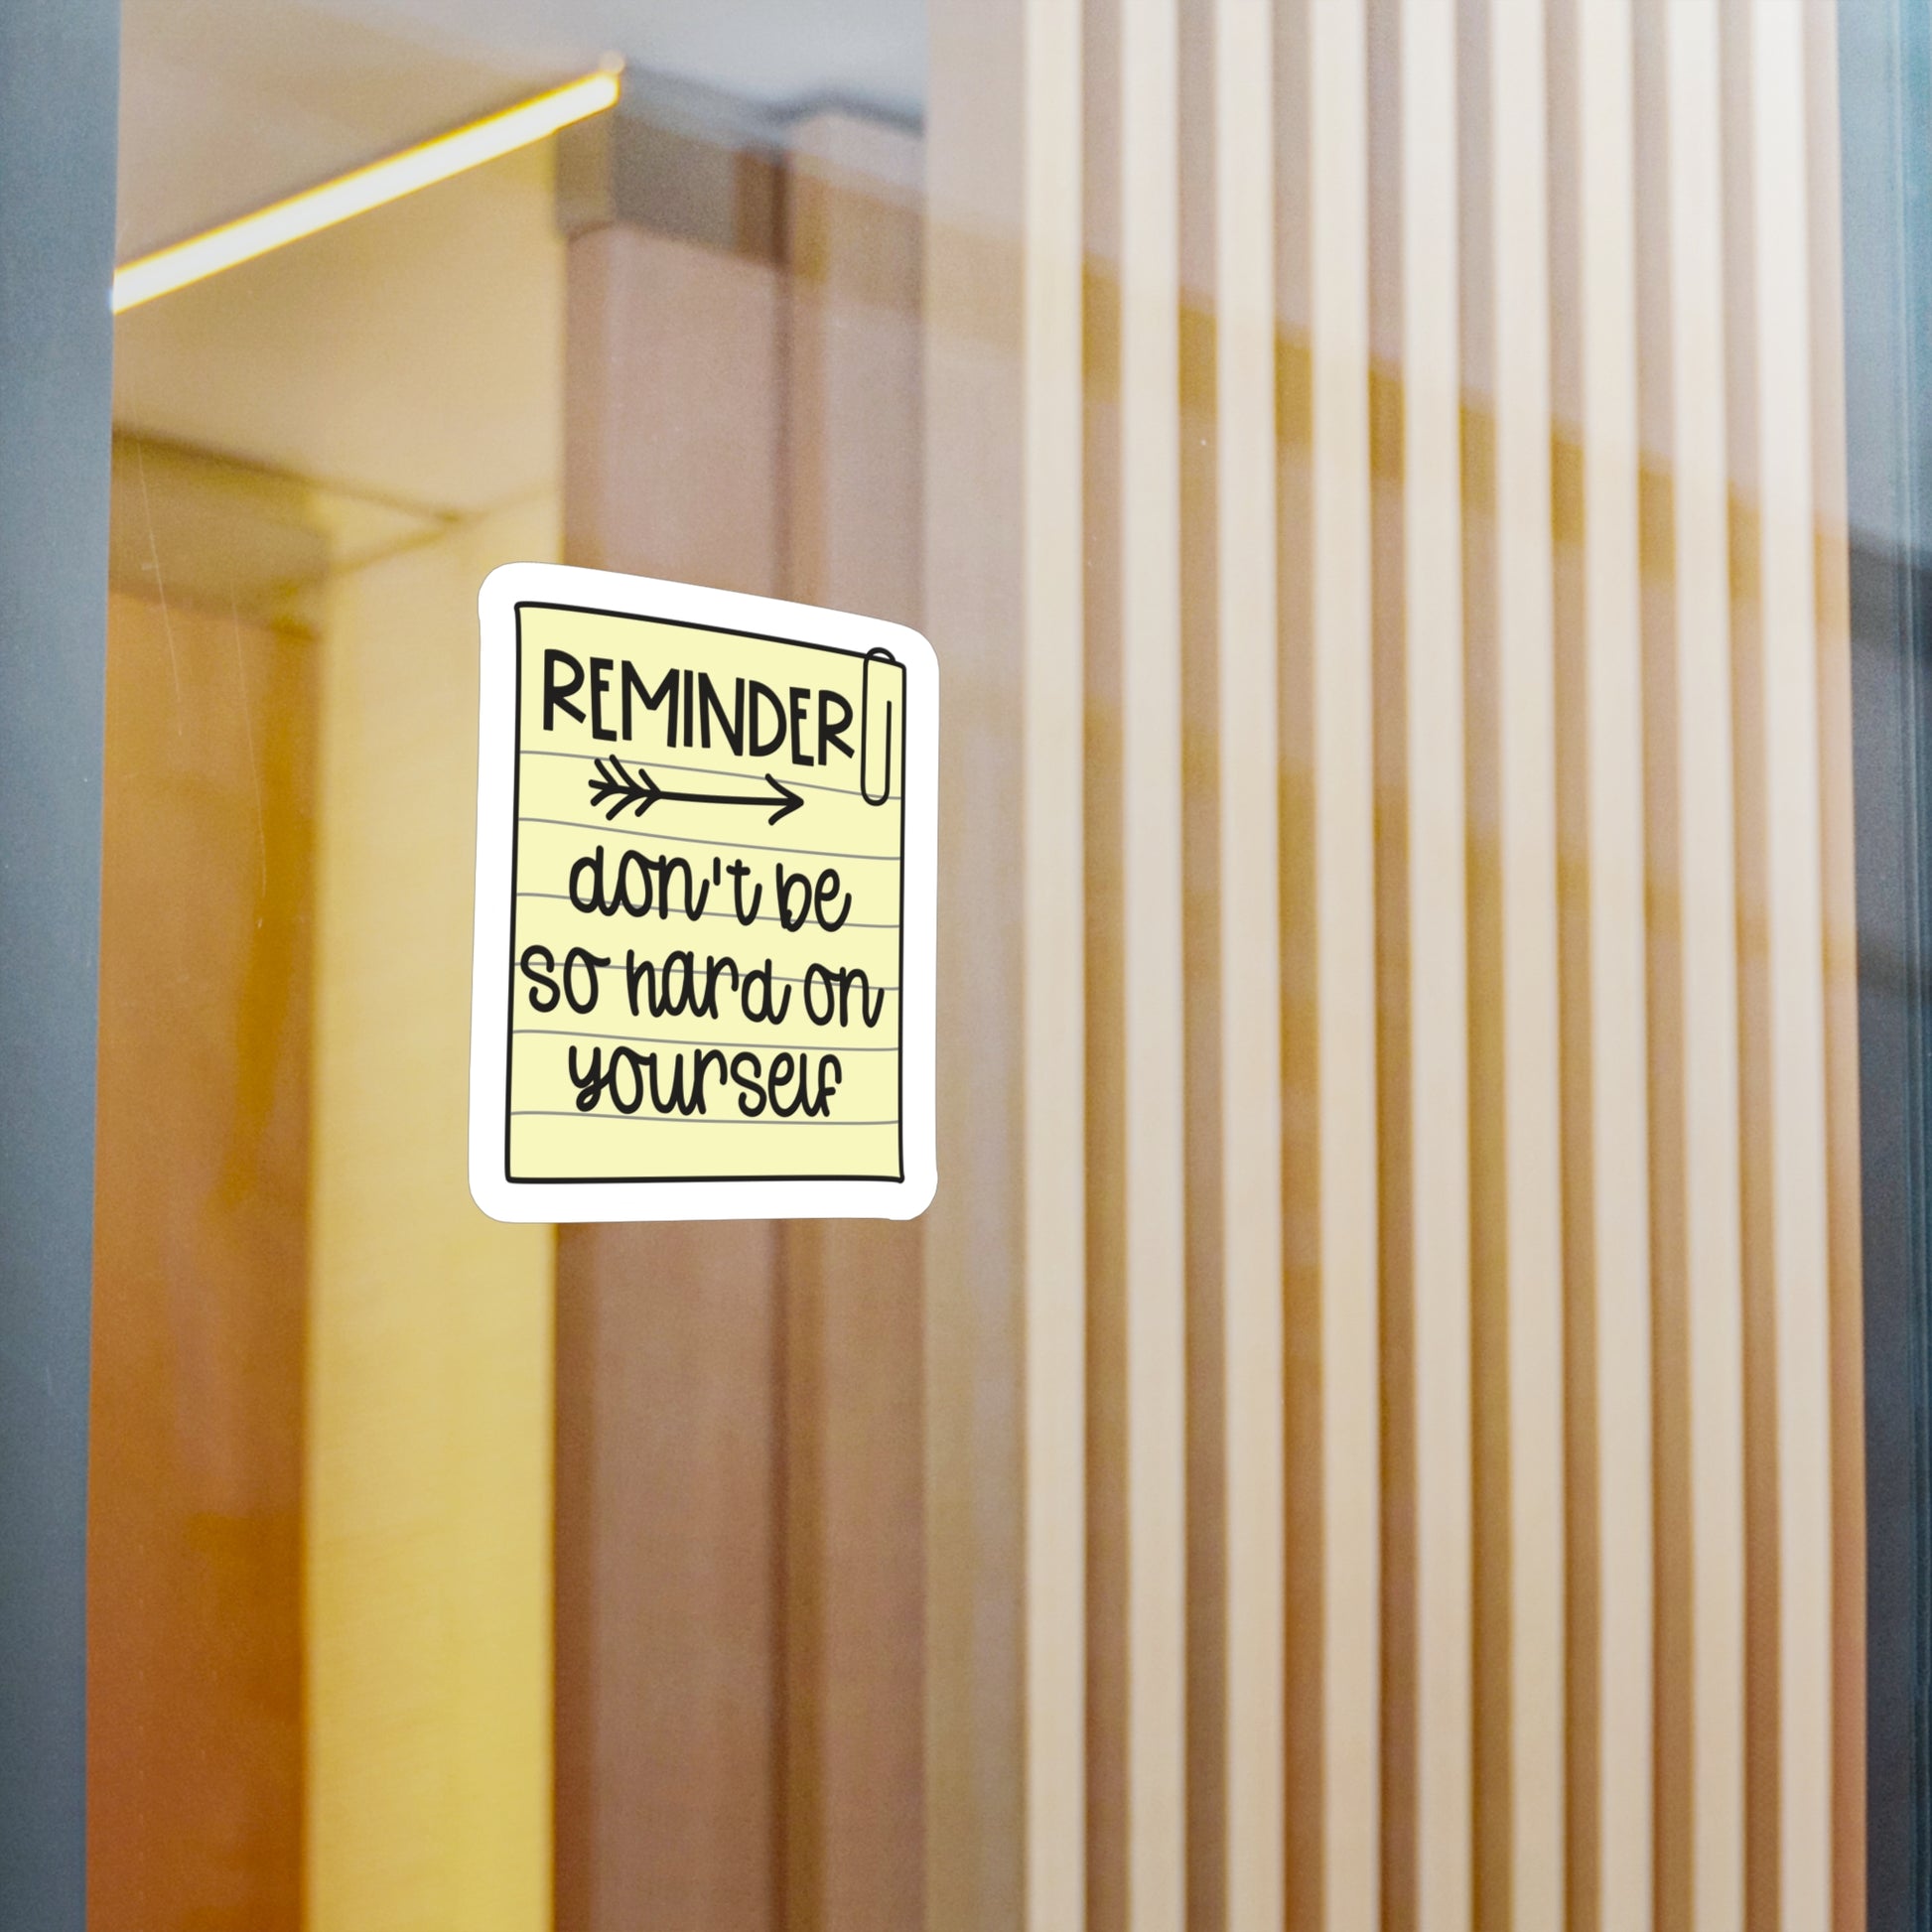 REMINDER
don't be
so hard on
yourself